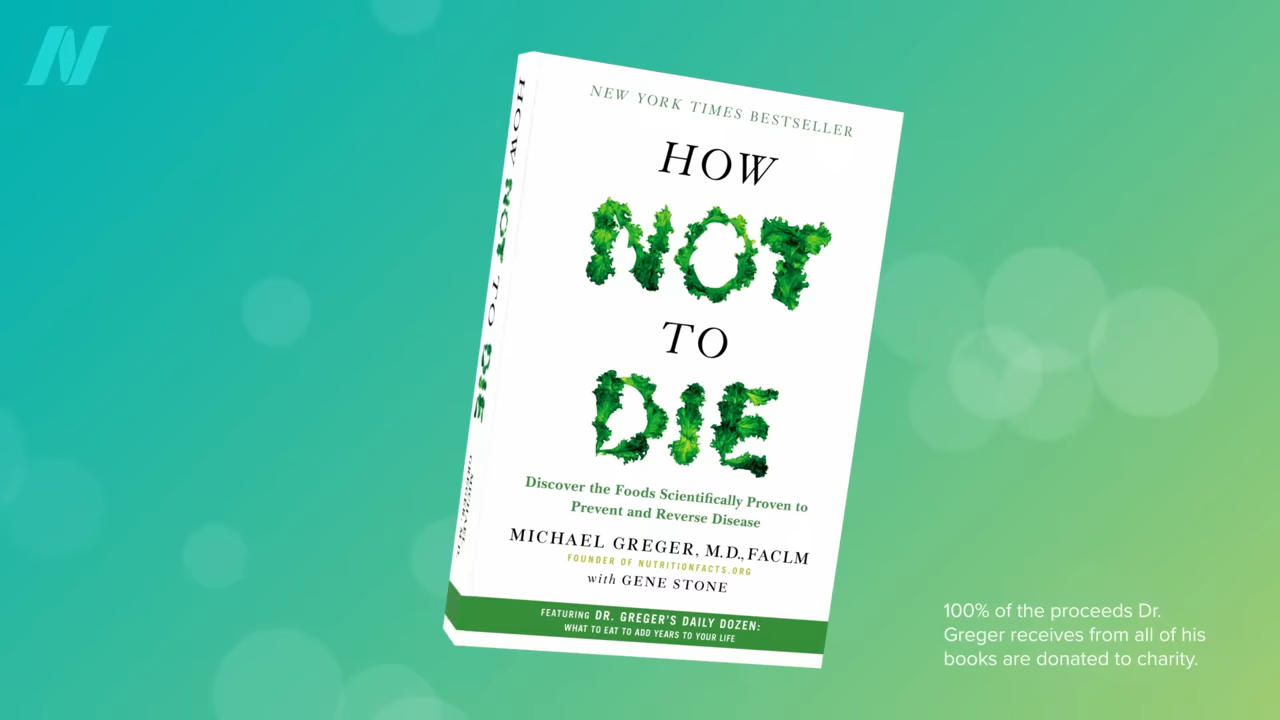 NEW YORK TIMES BESTSELLER
HOW
NOT
TO
DIE
Discover the Foods Scientifically Proven to
Prevent and Reverse Disease
MICHAEL GREGER, M.D., FACLM
FOUNDER OF NUTRITIONFACTS.ORG
with GENE STONE
FEATURING DR. GREGER'S DAILY DOZEN:
WHAT TO EAT TO ADD YEARS TO YOUR LIFE
HOW NOT TO DIE
MICHAEL
GREGER, M.D.
N
100% of the proceeds Dr.
Greger receives from all of his
books are donated to charity.